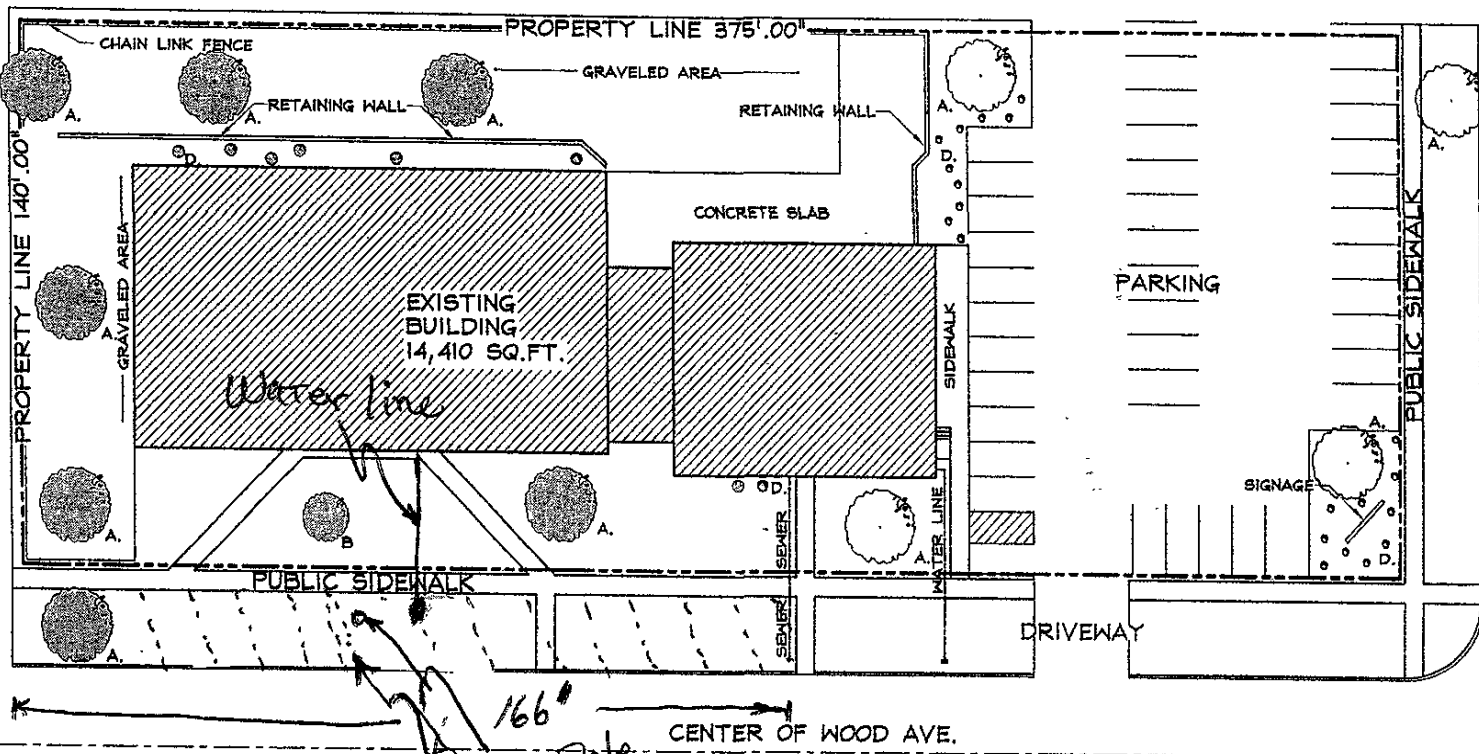 PROPERTY LINE 375'.00"
CHAIN LINK FENCE
GRAVELED AREA
RETAINING WALL
RETAINING WALL
A.
A.
A.
A.
A.
D.
D.
PROPERTY LINE 140'.00"
GRAVELED AREA
CONCRETE SLAB
EXISTING
BUILDING
14,410 SQ.FT.
PARKING
SIDEWALK
PUBLIC SIDEWALK
Water line
A.
A.
SIGNAGE
D.
SEWER
A.
B
A.
A.
WATER LINE
D.
PUBLIC SIDEWALK
A.
SEWER
DRIVEWAY
166"
CENTER OF WOOD AVE.